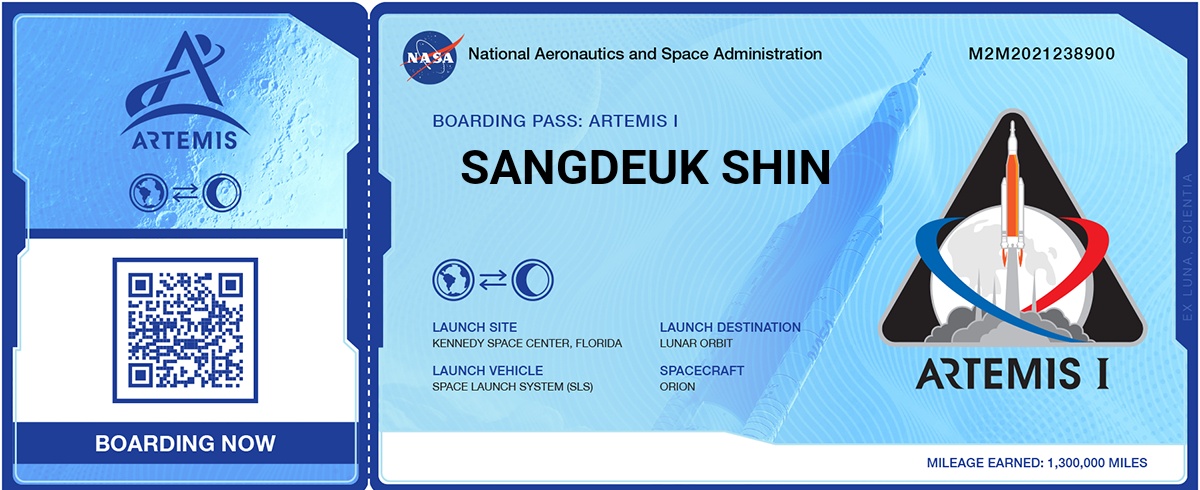 ARTEMIS
BOARDING NOW
NASA
National Aeronautics and Space Administration
M2M2021238900
BOARDING PASS: ARTEMIS I
SANGDEUK SHIN
LAUNCH SITE
KENNEDY SPACE CENTER, FLORIDA
LAUNCH DESTINATION
LUNAR ORBIT
LAUNCH VEHICLE
SPACE LAUNCH SYSTEM (SLS)
SPACECRAFT
ORION
ARTEMIS I
EX LUNA, SCIENTIA
MILEAGE EARNED: 1,300,000 MILES